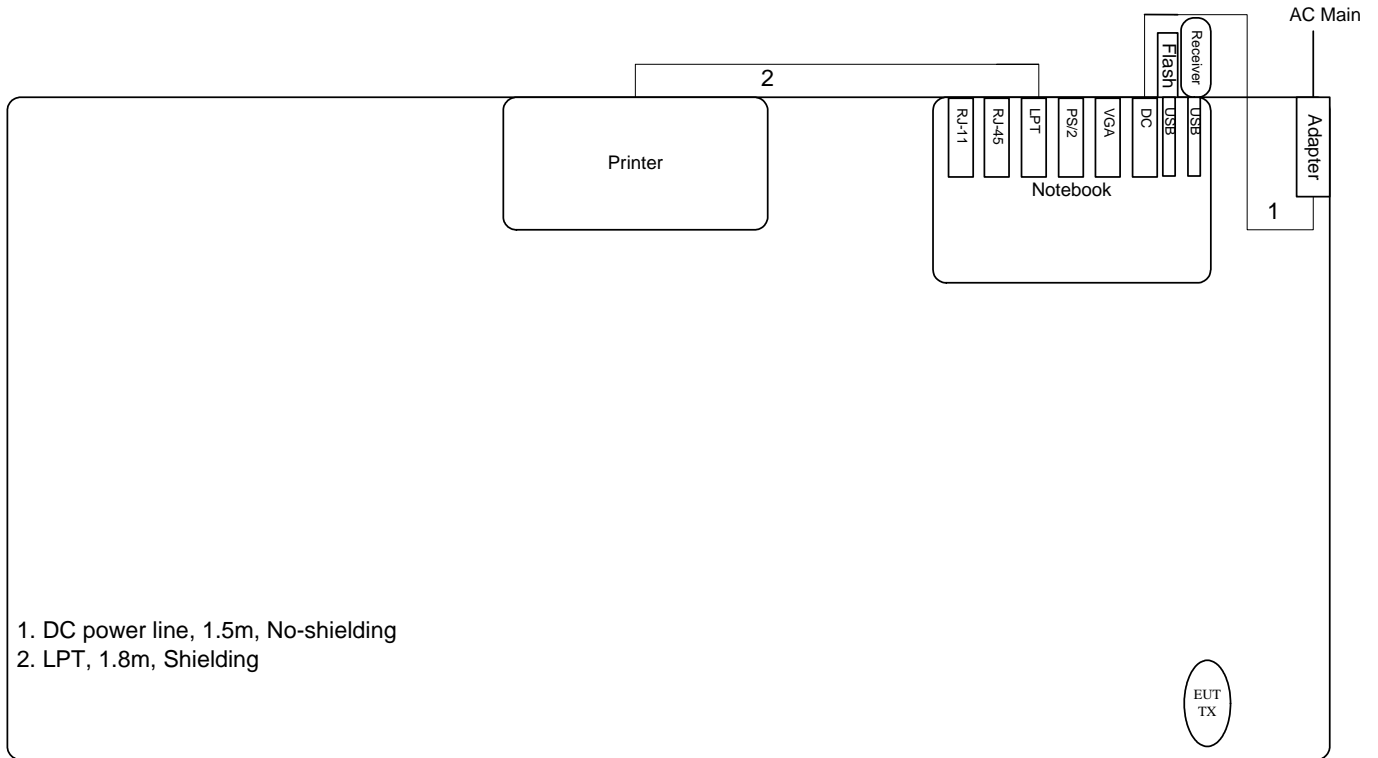 AC Main
Receiver
Flash
2
RJ-11
RJ-45
LPT
PS/2
VGA
DC
USB
USB
Adapter
Printer
Notebook
1
1. DC power line, 1.5m, No-shielding
2. LPT, 1.8m, Shielding
EUT
TX